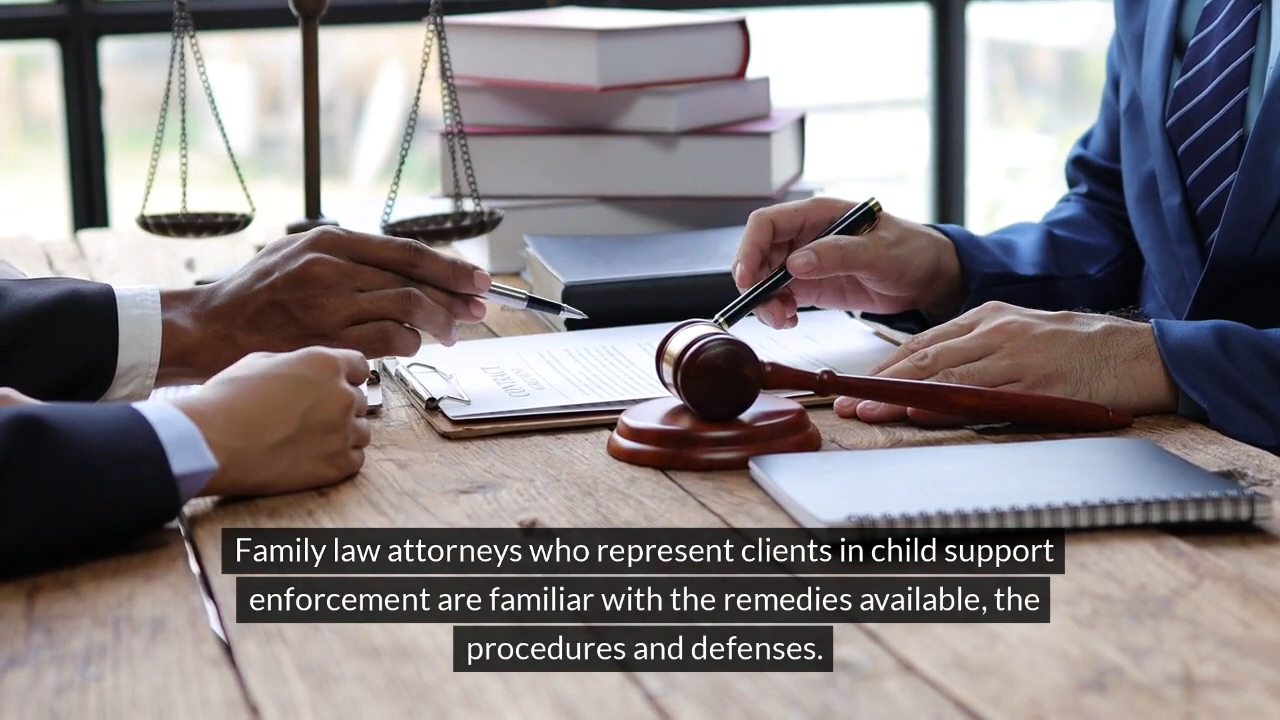 CONTRACT
Family law attorneys who represent clients in child support
enforcement are familiar with the remedies available, the
procedures and defenses.